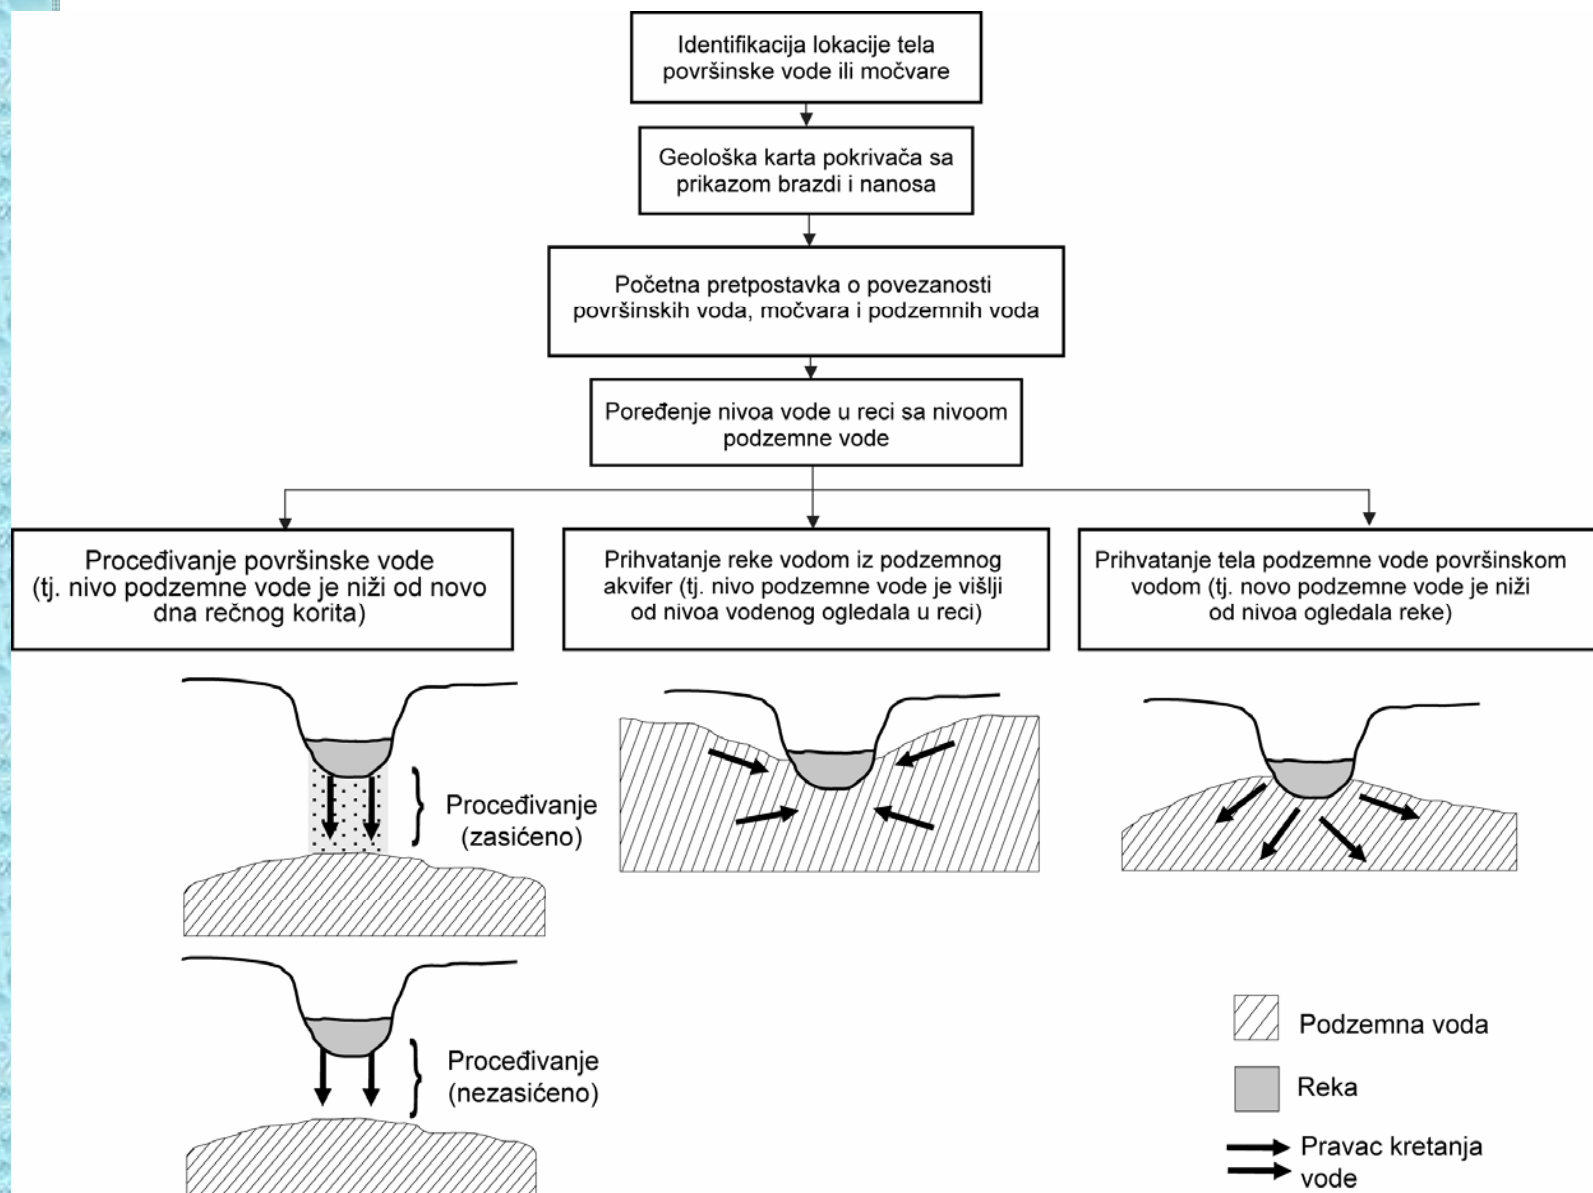 Identifikacija lokacije tela
površinske vode ili močvare
Geološka karta pokrivača sa
prikazom brazdi i nanosa
Početna pretpostavka o povezanosti
površinskih voda, močvara i podzemnih voda
Poređenje nivoa vode u reci sa nivoom
podzemne vode
Proceđivanje površinske vode
(tj. nivo podzemne vode je niži od novo
dna rečnog korita)
Prihvatanje reke vodom iz podzemnog
akvifer (tj. nivo podzemne vode je višlji
od nivoa vodenog ogledala u reci)
Prihvatanje tela podzemne vode površinskom
vodom (tj. novo podzemne vode je niži
od nivoa ogledala reke)
Proceđivanje
(zasićeno)
Proceđivanje
(nezasićeno)
Podzemna voda
Reka
Pravac kretanja
vode